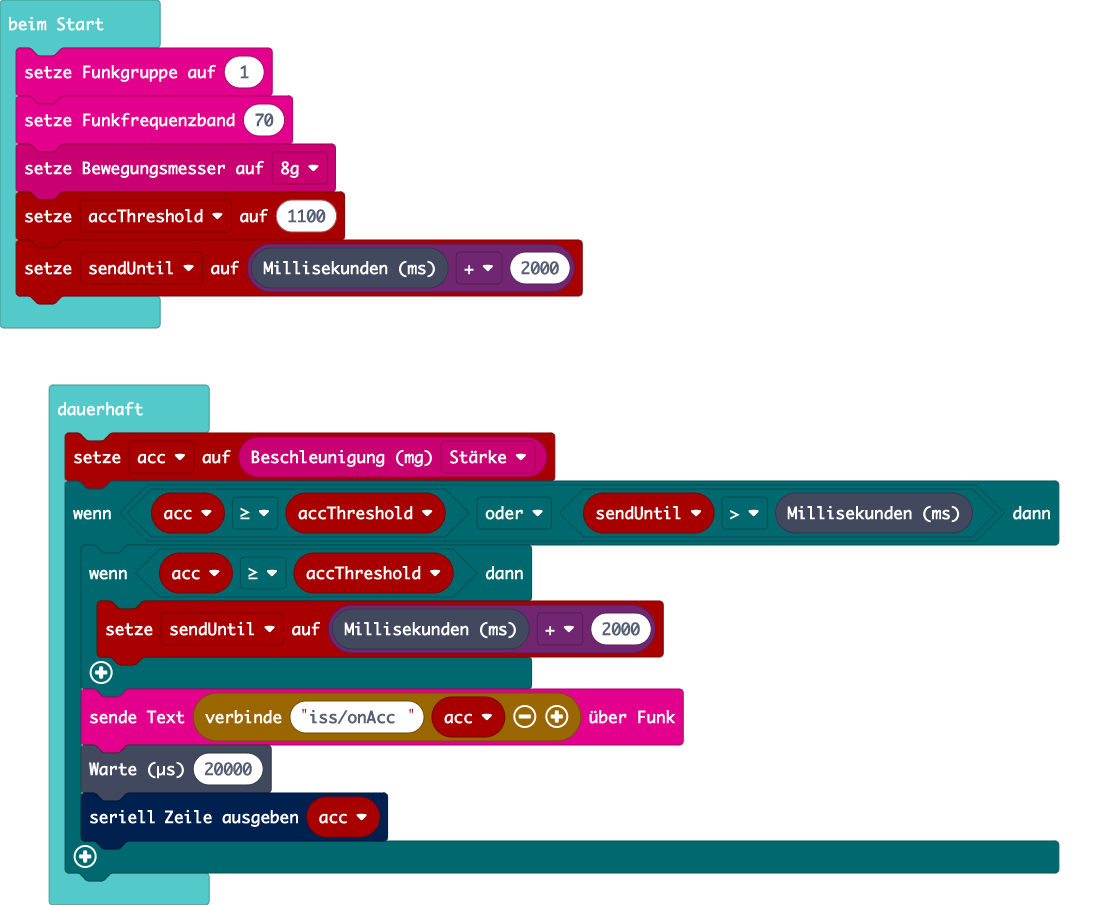 beim Start
setze Funkgruppe auf 1
setze Funkfrequenzband 70
setze Bewegungsmesser auf 8g
setze accThreshold auf 1100
setze sendUntil auf Millisekunden (ms) + 2000
dauerhaft
setze acc auf Beschleunigung (mg) Stärke
wenn acc ≥ accThreshold oder sendUntil > Millisekunden (ms) dann
wenn acc ≥ accThreshold dann
setze sendUntil auf Millisekunden (ms) + 2000
sende Text verbinde "iss/onAcc " acc über Funk
Warte (µs) 20000
seriell Zeile ausgeben acc